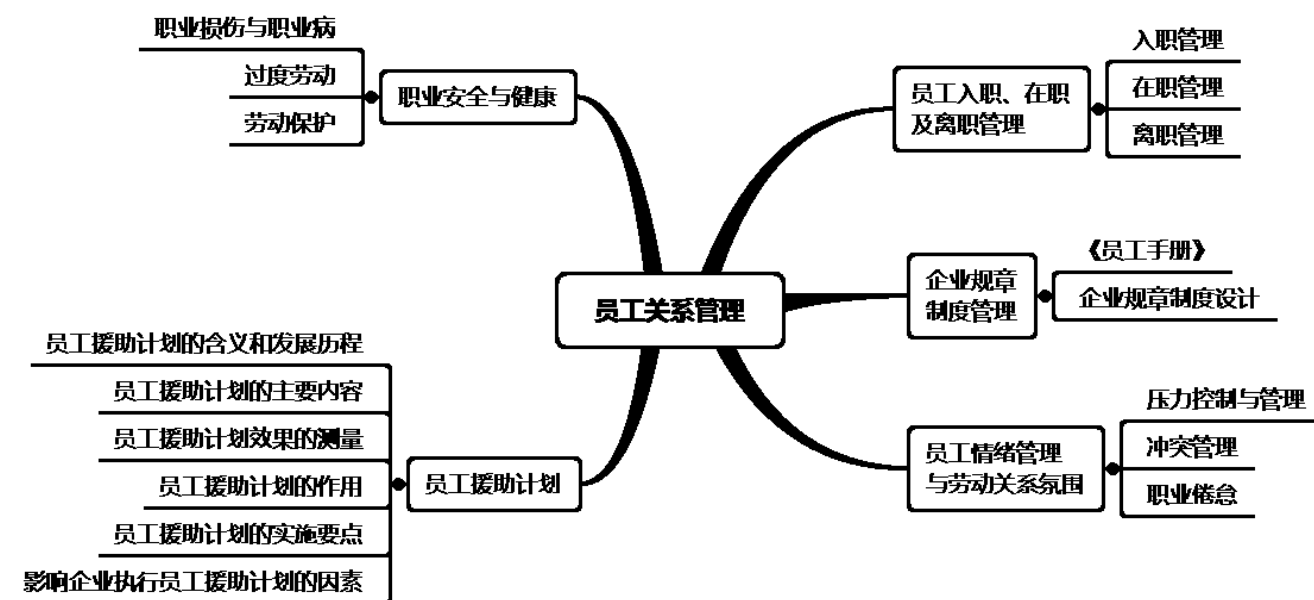 员工关系管理
员工入职、在职
及离职管理
入职管理
在职管理
离职管理
企业规章
制度管理
《员工手册》
企业规章制度设计
员工情绪管理
与劳动关系氛围
压力控制与管理
冲突管理
职业倦怠
职业安全与健康
职业损伤与职业病
过度劳动
劳动保护
员工援助计划
员工援助计划的含义和发展历程
员工援助计划的主要内容
员工援助计划效果的测量
员工援助计划的作用
员工援助计划的实施要点
影响企业执行员工援助计划的因素